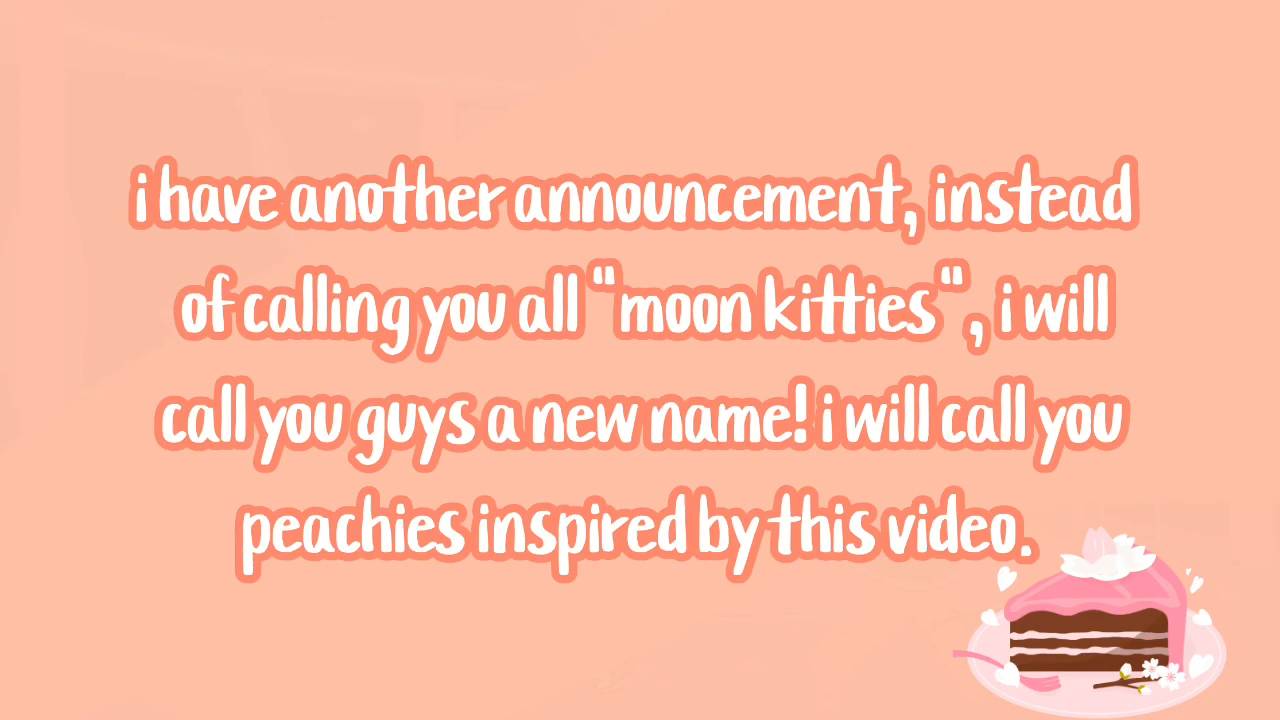 i have another announcement, instead
of calling you all "moon kitties", i will
call you guys a new name! i will call you
peachies inspired by this video.